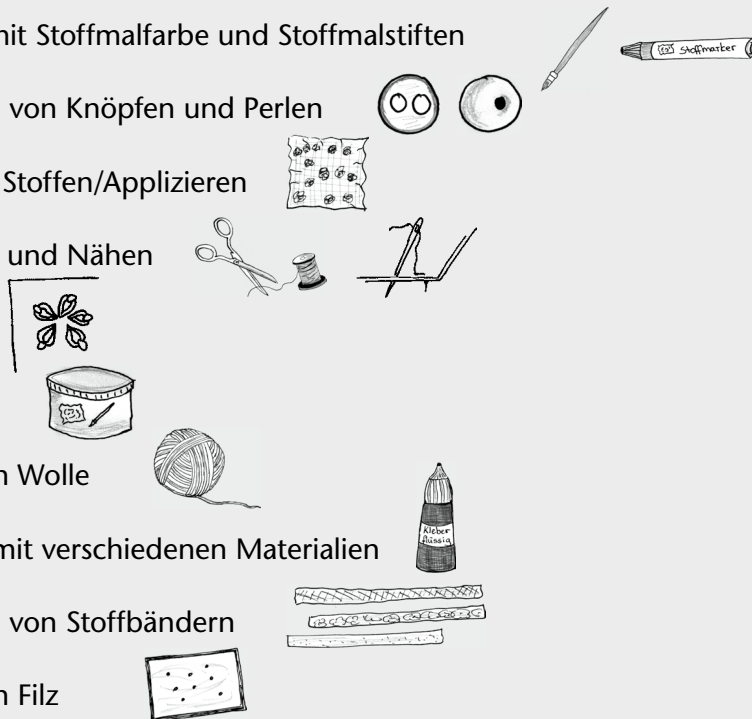 mit Stoffmalfarbe und Stoffmalstiften
Stoffmarker
von Knöpfen und Perlen
Stoffen/Applizieren
und Nähen
n Wolle
Kleber
flüssig
mit verschiedenen Materialien
von Stoffbändern
n Filz